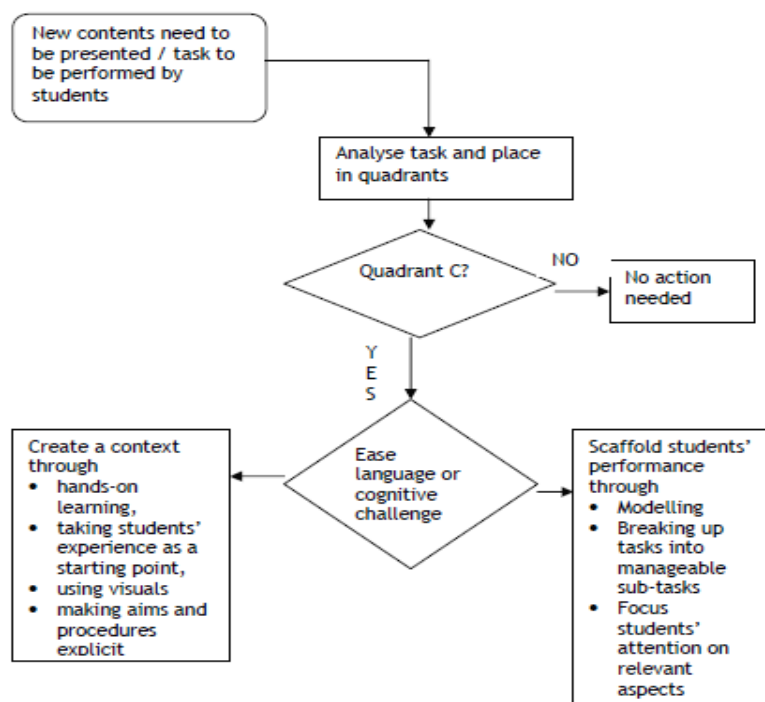 New contents need to
be presented / task to
be performed by
students
Analyse task and place
in quadrants
Quadrant C?
NO
No action
needed
Y
E
S
Ease
language or
cognitive
challenge
Create a context
through
• hands-on
learning,
• taking students’
experience as a
starting point,
• using visuals
• making aims and
procedures
explicit
Scaffold students’
performance
through
• Modelling
• Breaking up
tasks into
manageable
sub-tasks
• Focus
students’
attention on
relevant
aspects